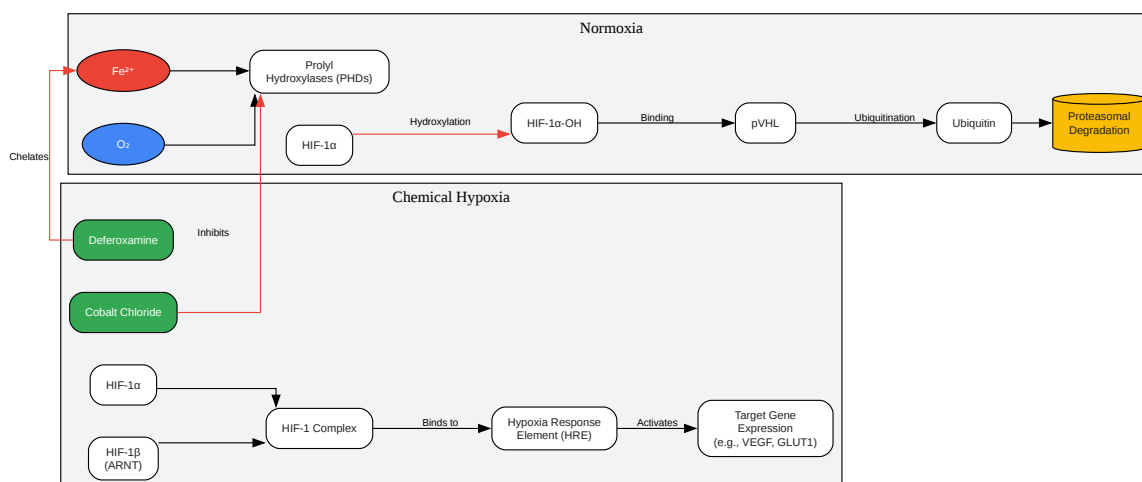 Normoxia
Fe²⁺
Prolyl
Hydroxylases (PHDs)
O₂
HIF-1α
Hydroxylation
HIF-1α-OH
Binding
pVHL
Ubiquitination
Ubiquitin
Proteasomal
Degradation
Chelates
Chemical Hypoxia
Deferoxamine
Inhibits
Cobalt Chloride
HIF-1α
HIF-1β
(ARNT)
HIF-1 Complex
Binds to
Hypoxia Response
Element (HRE)
Activates
Target Gene
Expression
(e.g., VEGF, GLUT1)